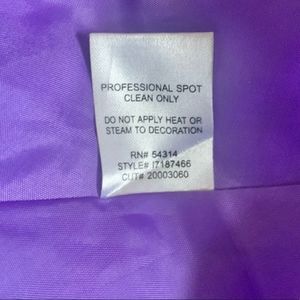 PROFESSIONAL SPOT
CLEAN ONLY
DO NOT APPLY HEAT OR
STEAM TO DECORATION
RN# 54314
STYLE# I7187466
CUT# 20003060